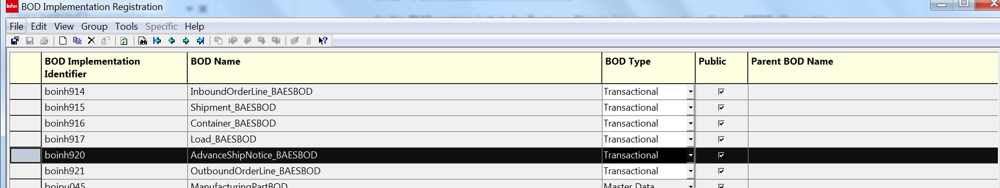 infor BOD Implementation Registration
File Edit View Group Tools Specific Help
BOD Implementation Identifier BOD Name BOD Type Public Parent BOD Name
boinh914 InboundOrderLine_BAESBOD Transactional
boinh915 Shipment_BAESBOD Transactional
boinh916 Container_BAESBOD Transactional
boinh917 Load_BAESBOD Transactional
boinh920 AdvanceShipNotice_BAESBOD Transactional
boinh921 OutboundOrderLine_BAESBOD Transactional
boipu045 ManufacturingPartBOD Master Data